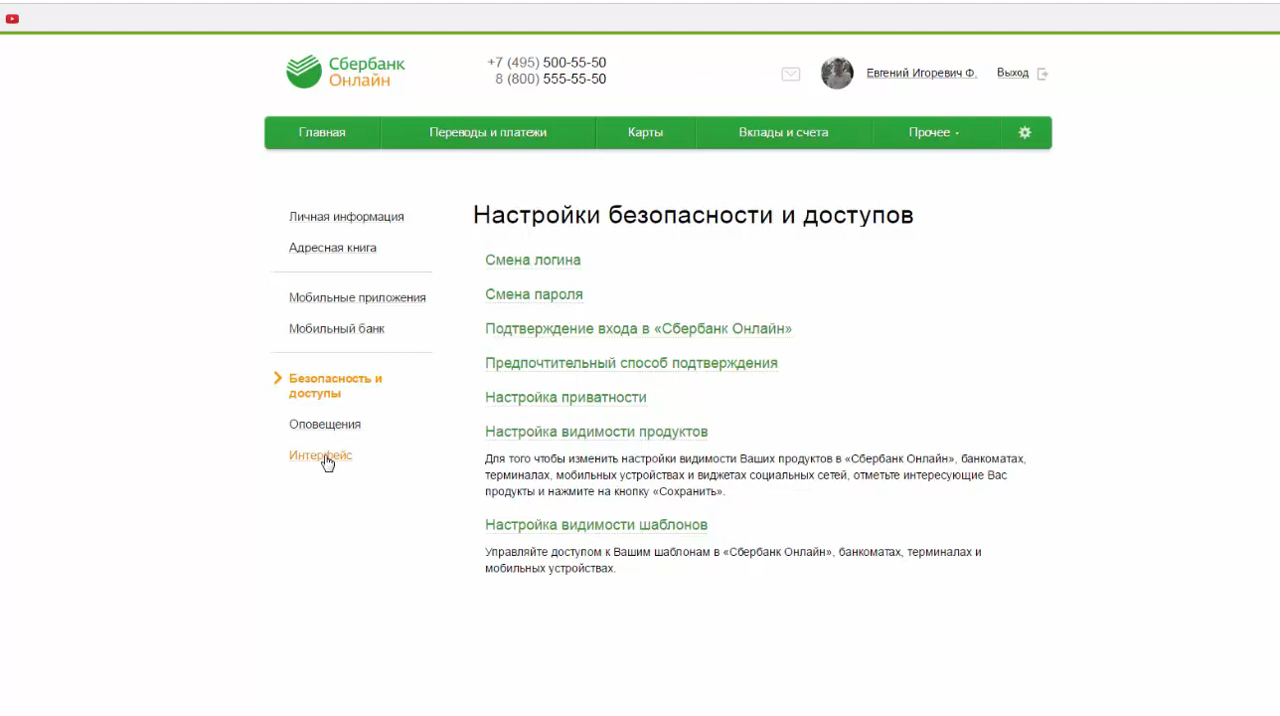 Сбербанк
Онлайн
+7 (495) 500-55-50
8 (800) 555-55-50
Евгений Игоревич Ф.
Выход
Главная
Переводы и платежи
Карты
Вклады и счета
Прочее
Личная информация
Адресная книга
Мобильные приложения
Мобильный банк
Безопасность и
доступы
Оповещения
Интерфейс
Настройки безопасности и доступов
Смена логина
Смена пароля
Подтверждение входа в «Сбербанк Онлайн»
Предпочтительный способ подтверждения
Настройка приватности
Настройка видимости продуктов
Для того чтобы изменить настройки видимости Ваших продуктов в «Сбербанк Онлайн», банкоматах,
терминалах, мобильных устройствах и виджетах социальных сетей, отметьте интересующие Вас
продукты и нажмите на кнопку «Сохранить».
Настройка видимости шаблонов
Управляйте доступом к Вашим шаблонам в «Сбербанк Онлайн», банкоматах, терминалах и
мобильных устройствах.